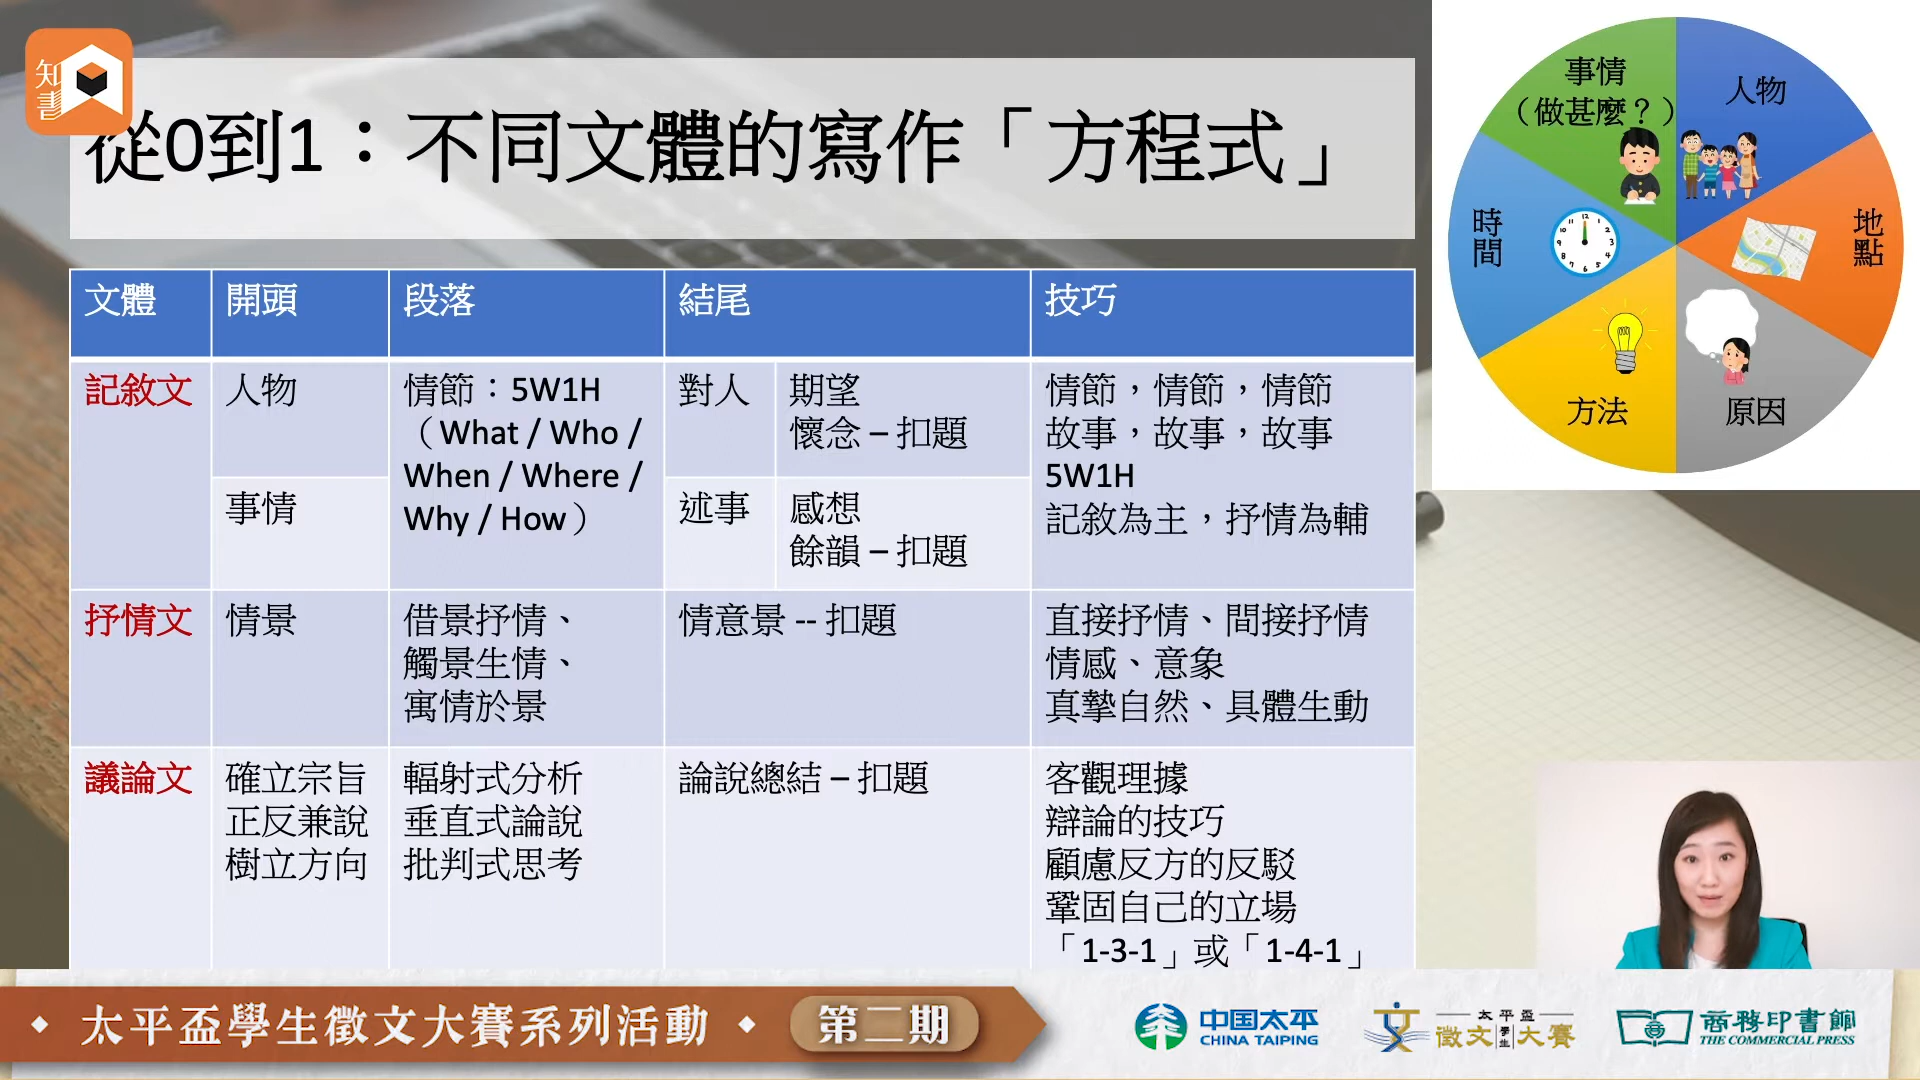 知
書
從0到1：不同文體的寫作「方程式」
文體 開頭 段落 結尾 技巧
記敘文
人物
情節：5W1H
（What / Who /
When / Where /
Why / How）
對人
期望
懷念 – 扣題
情節，情節，情節
故事，故事，故事
5W1H
記敘為主，抒情為輔
事情
述事
感想
餘韻 – 扣題
抒情文
情景
借景抒情、
觸景生情、
寓情於景
情意景 -- 扣題
直接抒情、間接抒情
情感、意象
真摯自然、具體生動
議論文
確立宗旨
正反兼說
樹立方向
輻射式分析
垂直式論說
批判式思考
論說總結 – 扣題
客觀理據
辯論的技巧
顧慮反方的反駁
鞏固自己的立場
「1-3-1」或「1-4-1」
事情
（做甚麼？）
人物
時間
地點
方法
原因
太平盃學生徵文大賽系列活動
第二期
中国太平
CHINA TAIPING
太平盃
徵文學生大賽
商務印書館
THE COMMERCIAL PRESS